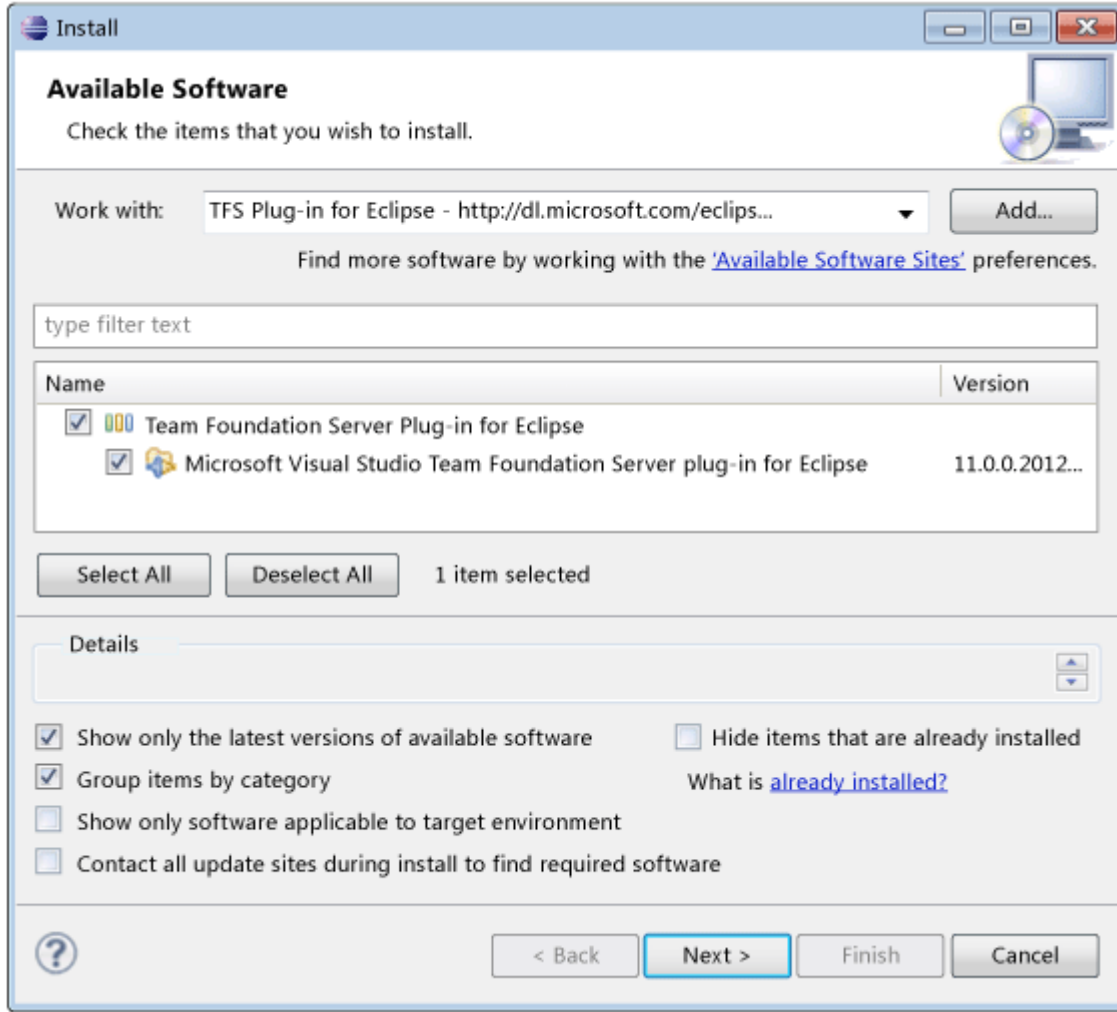 Install
Available Software
Check the items that you wish to install.
Work with: TFS Plug-in for Eclipse - http://dl.microsoft.com/eclips... Add...
Find more software by working with the 'Available Software Sites' preferences.
type filter text
Name Version
Team Foundation Server Plug-in for Eclipse
Microsoft Visual Studio Team Foundation Server plug-in for Eclipse 11.0.0.2012...
Select All Deselect All 1 item selected
Details
Show only the latest versions of available software Hide items that are already installed
Group items by category What is already installed?
Show only software applicable to target environment
Contact all update sites during install to find required software
? < Back Next > Finish Cancel